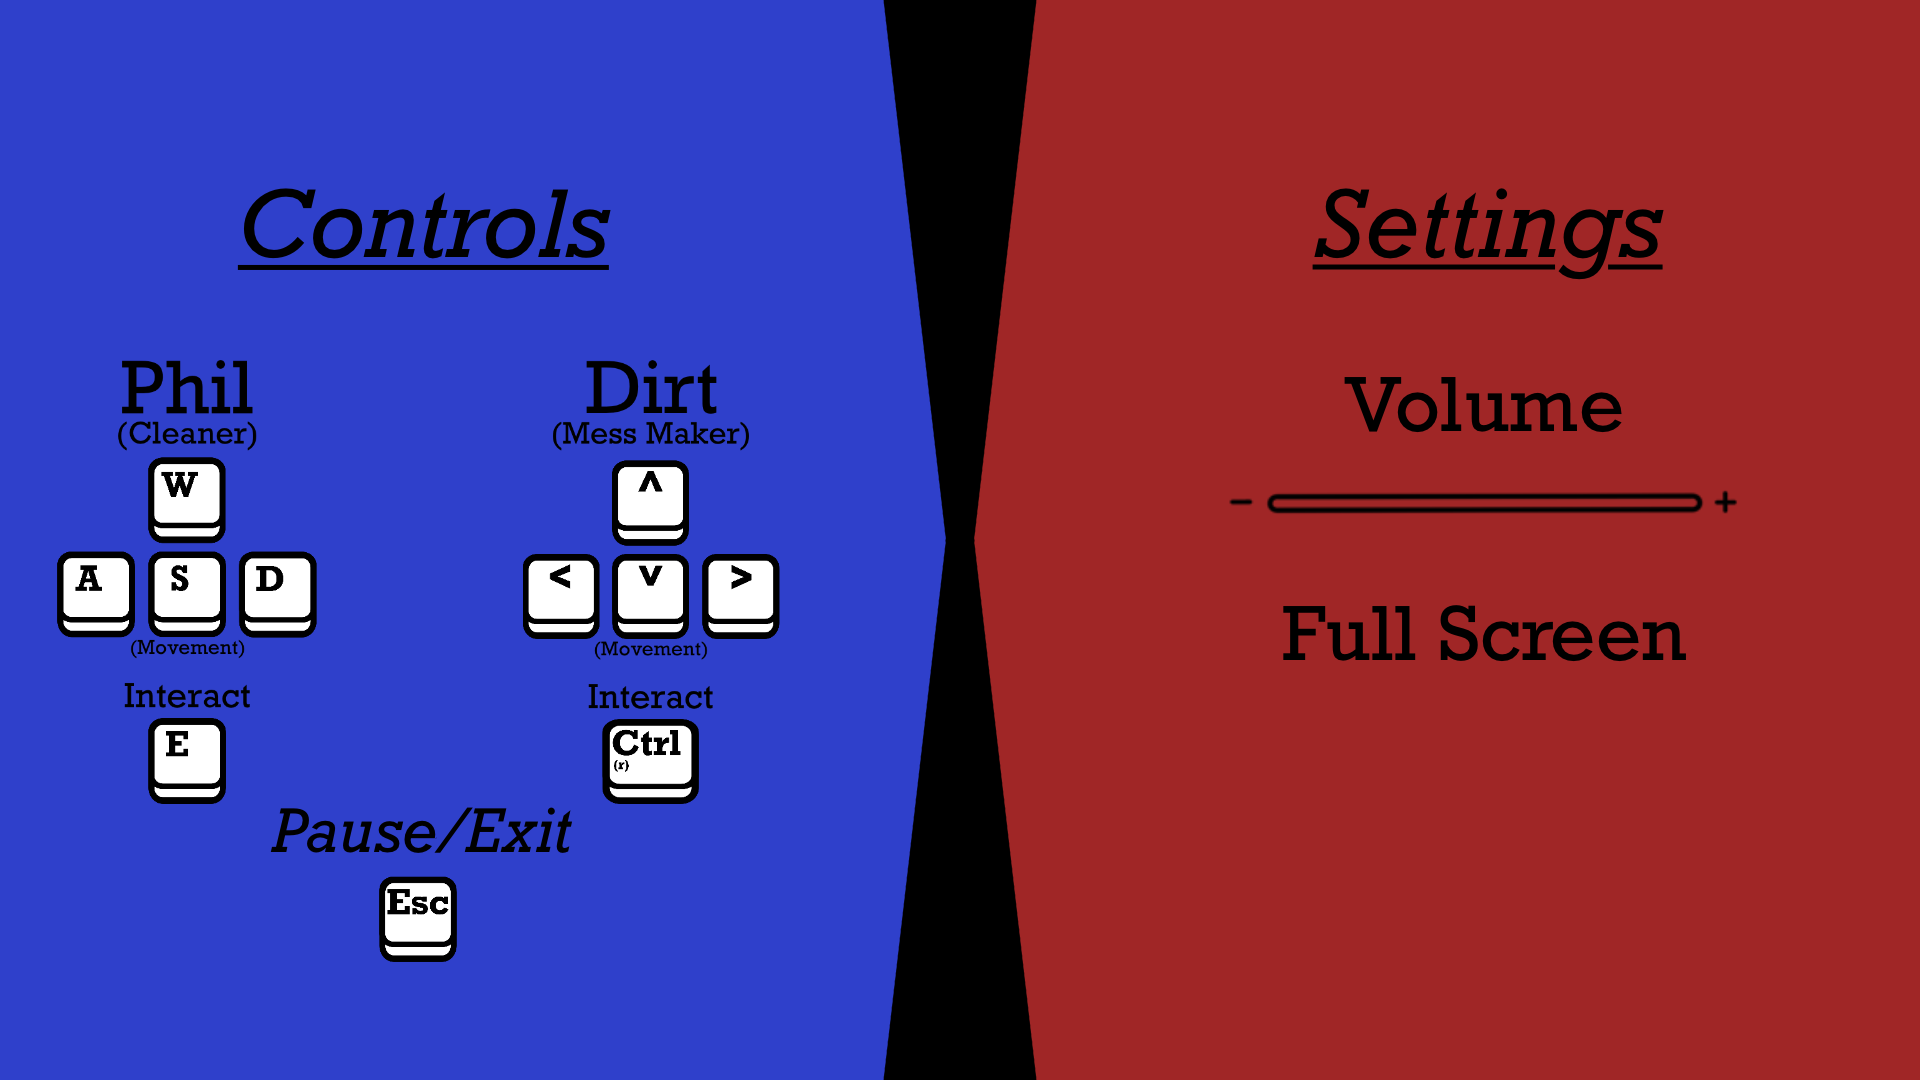 Controls
Phil
(Cleaner)
W
A S D
(Movement)
Interact
E
Dirt
(Mess Maker)
^
< v >
(Movement)
Interact
Ctrl
(r)
Pause/Exit
Esc
Settings
Volume
- +
Full Screen